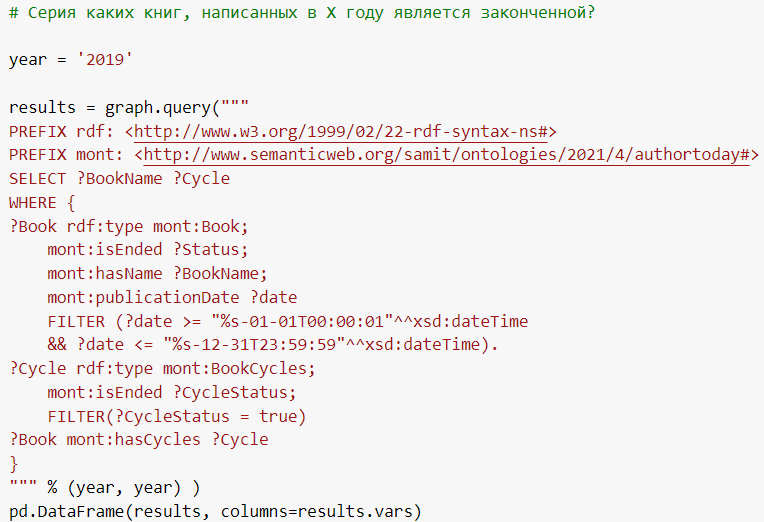 # Серия каких книг, написанных в X году является законченной?
year = '2019'
results = graph.query("""
PREFIX rdf: <http://www.w3.org/1999/02/22-rdf-syntax-ns#>
PREFIX mont: <http://www.semanticweb.org/samit/ontologies/2021/4/authortoday#>
SELECT ?BookName ?Cycle
WHERE {
?Book rdf:type mont:Book;
    mont:isEnded ?Status;
    mont:hasName ?BookName;
    mont:publicationDate ?date
    FILTER (?date >= "%s-01-01T00:00:01"^^xsd:dateTime
    && ?date <= "%s-12-31T23:59:59"^^xsd:dateTime).
?Cycle rdf:type mont:BookCycles;
    mont:isEnded ?CycleStatus;
    FILTER(?CycleStatus = true)
?Book mont:hasCycles ?Cycle
}
""" % (year, year) )
pd.DataFrame(results, columns=results.vars)